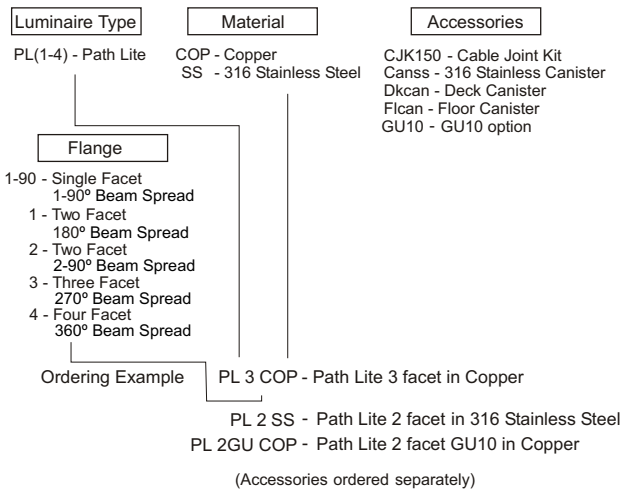 Luminaire Type
PL(1-4) - Path Lite
Material
COP - Copper
SS - 316 Stainless Steel
Accessories
CJK150 - Cable Joint Kit
Canss - 316 Stainless Canister
Dkcan - Deck Canister
Flcan - Floor Canister
GU10 - GU10 option
Flange
1-90 - Single Facet
1-90º Beam Spread
1 - Two Facet
180º Beam Spread
2 - Two Facet
2-90º Beam Spread
3 - Three Facet
270º Beam Spread
4 - Four Facet
360º Beam Spread
Ordering Example
PL 3 COP - Path Lite 3 facet in Copper
PL 2 SS - Path Lite 2 facet in 316 Stainless Steel
PL 2GU COP - Path Lite 2 facet GU10 in Copper
(Accessories ordered separately)